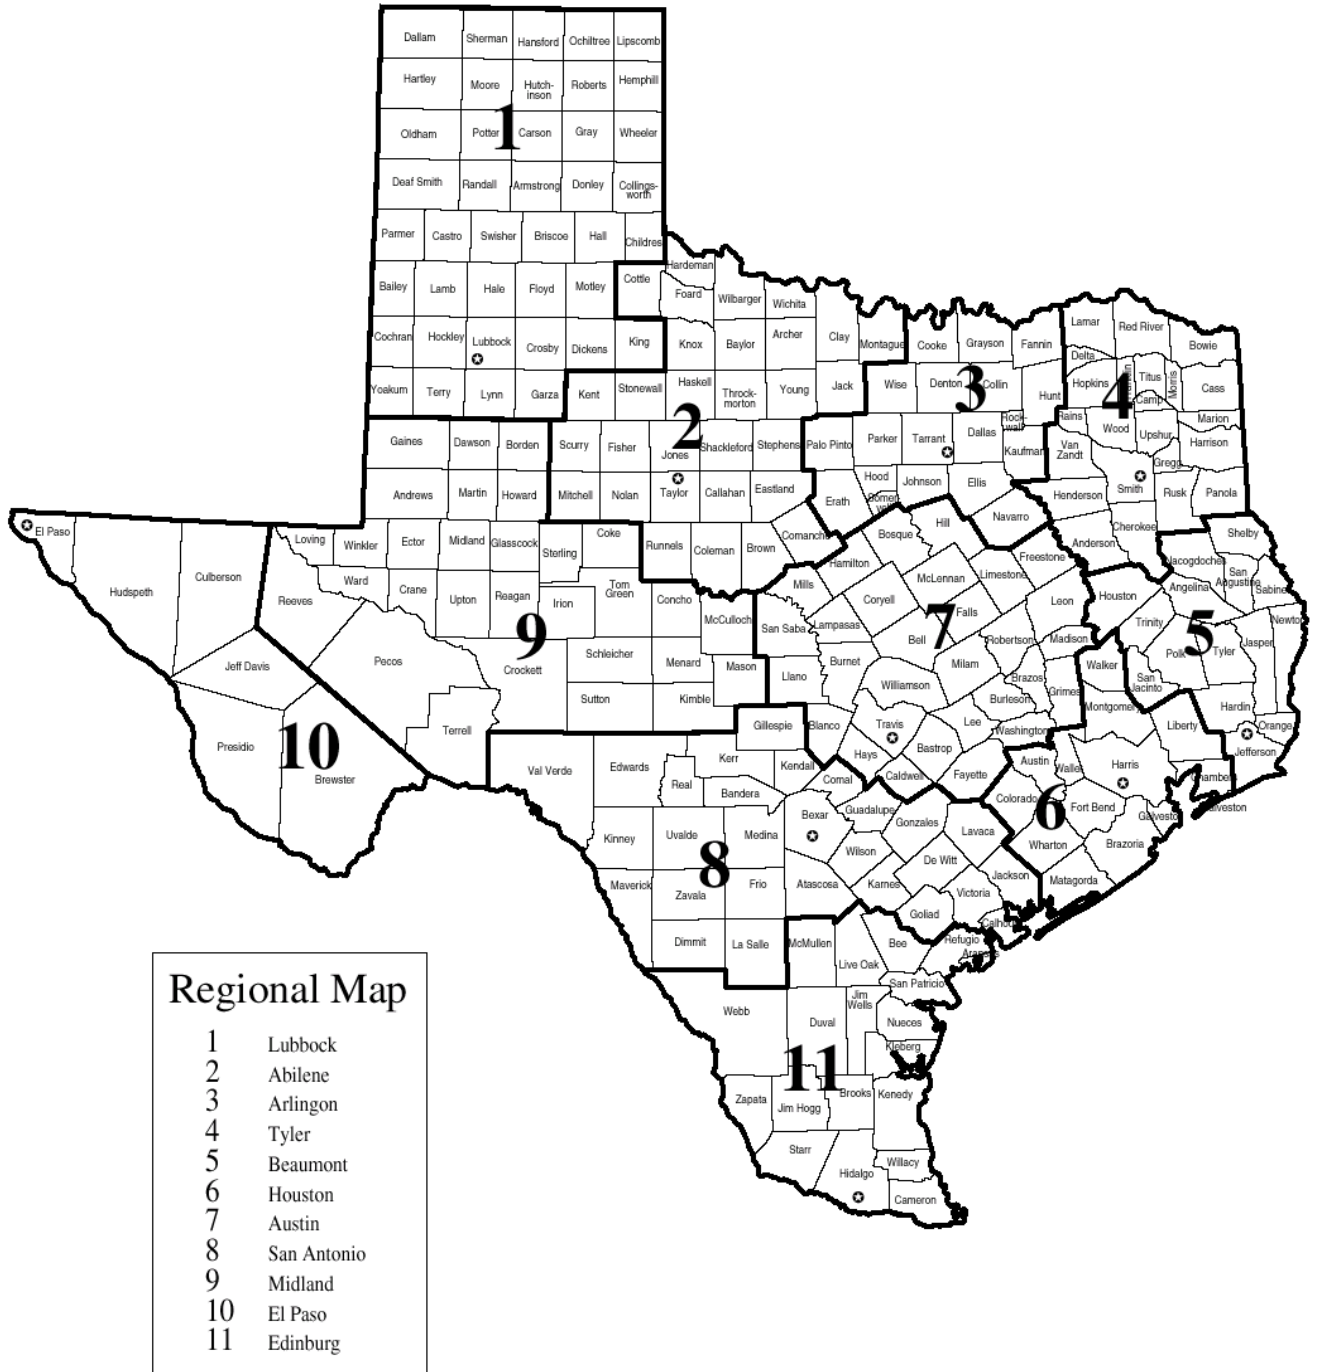 Dallam Sherman Hansford Ochiltree Lipscomb
Hartley Moore Hutch- Roberts Hemphill
inson
1
Oldham Potter Carson Gray Wheeler
Deaf Smith Randall Armstrong Donley Collings-
worth
Parmer Castro Swisher Briscoe Hall Childres
Hardeman
Bailey Lamb Hale Floyd Motley Cottle Foard Wilbarger Wichita
Lamar Red River Bowie
Cochran Hockley Lubbock Crosby Dickens King Knox Baylor Archer Clay Montague Cooke Grayson Fannin
Delta
Yoakum Terry Lynn Garza Kent Stonewall Haskell Throck- Young Jack Wise Denton Collin Hunt Hopkins Titus Morris Cass
morton
3
4
Camp
2
Rains Wood Upshur Marion
Rock-
wall
Gaines Dawson Borden Scurry Fisher Jones Shackleford Stephens Palo Pinto Parker Tarrant Dallas Kaufman Van
Zandt Harrison
Gregg
Andrews Martin Howard Mitchell Nolan Taylor Callahan Eastland Erath Hood Johnson Ellis Henderson Smith Rusk Panola
Navarro
El Paso Loving Winkler Ector Midland Glasscock Sterling Coke Runnels Coleman Brown Comanche Bosque Hill Anderson Cherokee Shelby
Hamilton Freestone Nacogdoches
Hudspeth Culberson Reeves Ward Crane Upton Reagan Irion Tom
Green Concho Mills Coryell McLennan Limestone Houston Angelina San
Augustine Sabine
9
McCulloch San Saba Lampasas 7 Falls Leon Trinity 5 Newto
Bell Robertson Madison Polk Tyler Jasper
Jeff Davis Pecos Crockett Schleicher Menard Mason Llano Burnet Williamson Milam Brazos Grimes Walker San
Jacinto
Sutton Kimble Burleson Montgomery Hardin
10
Presidio Brewster Terrell Gillespie Blanco Travis Lee Washington Liberty Orange
Hays Bastrop Jefferson
Val Verde Edwards Kerr Kendall Comal Caldwell Fayette Austin Waller Harris Chamber
Real Bandera
6
Bexar Guadalupe Gonzales Colorado Fort Bend Galvesto alveston
Kinney Uvalde Medina Lavaca Wharton Brazoria
8
Wilson De Witt
Maverick Zavala Frio Atascosa Karnes Victoria Jackson Matagorda
Goliad Calhou
Dimmit La Salle McMullen Bee Refugio
Aransas
Live Oak
San Patricio
Webb Duval Jim
Wells Nueces
Kleberg
11
Zapata Jim Hogg Brooks Kenedy
Starr Hidalgo Willacy
Cameron
Regional Map
1 Lubbock
2 Abilene
3 Arlingon
4 Tyler
5 Beaumont
6 Houston
7 Austin
8 San Antonio
9 Midland
10 El Paso
11 Edinburg